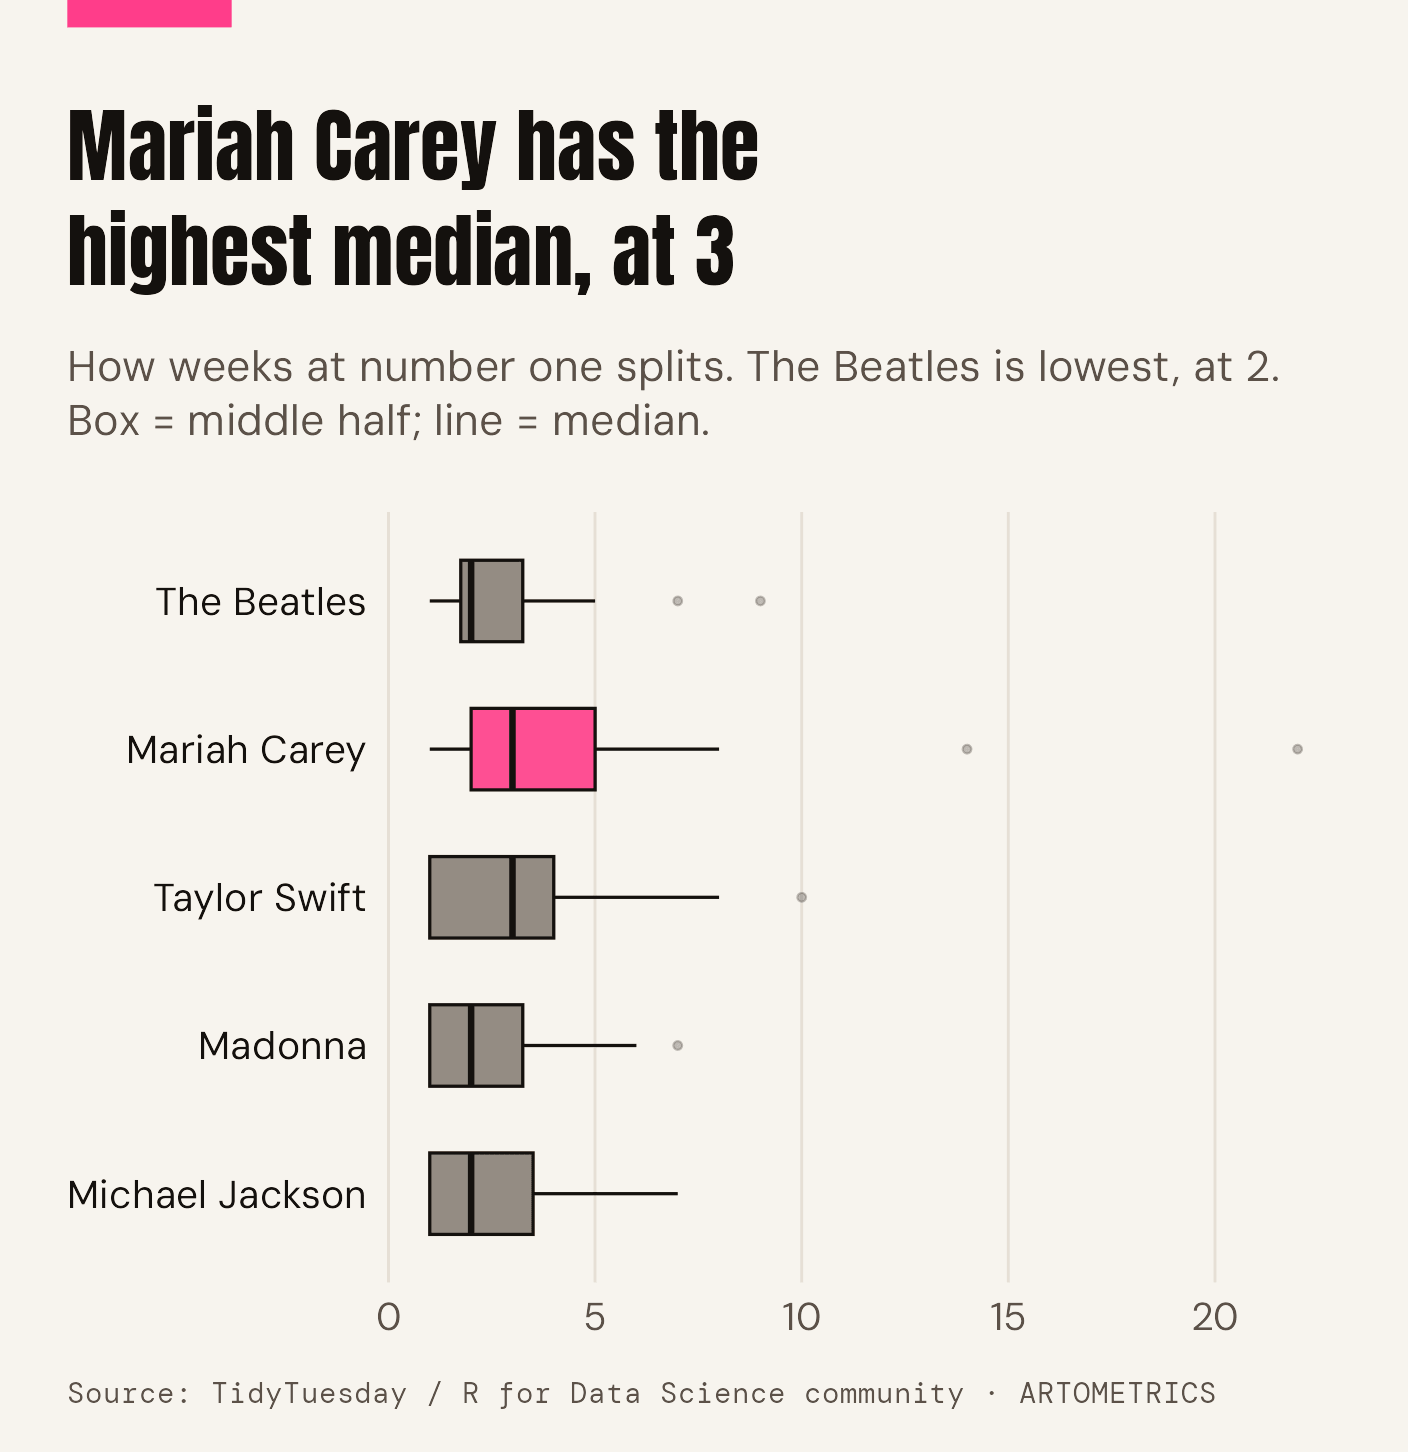 Mariah Carey has the
highest median, at 3
How weeks at number one splits. The Beatles is lowest, at 2.
Box = middle half; line = median.
The Beatles
Mariah Carey
Taylor Swift
Madonna
Michael Jackson
0 5 10 15 20
Source: TidyTuesday / R for Data Science community · ARTOMETRICS